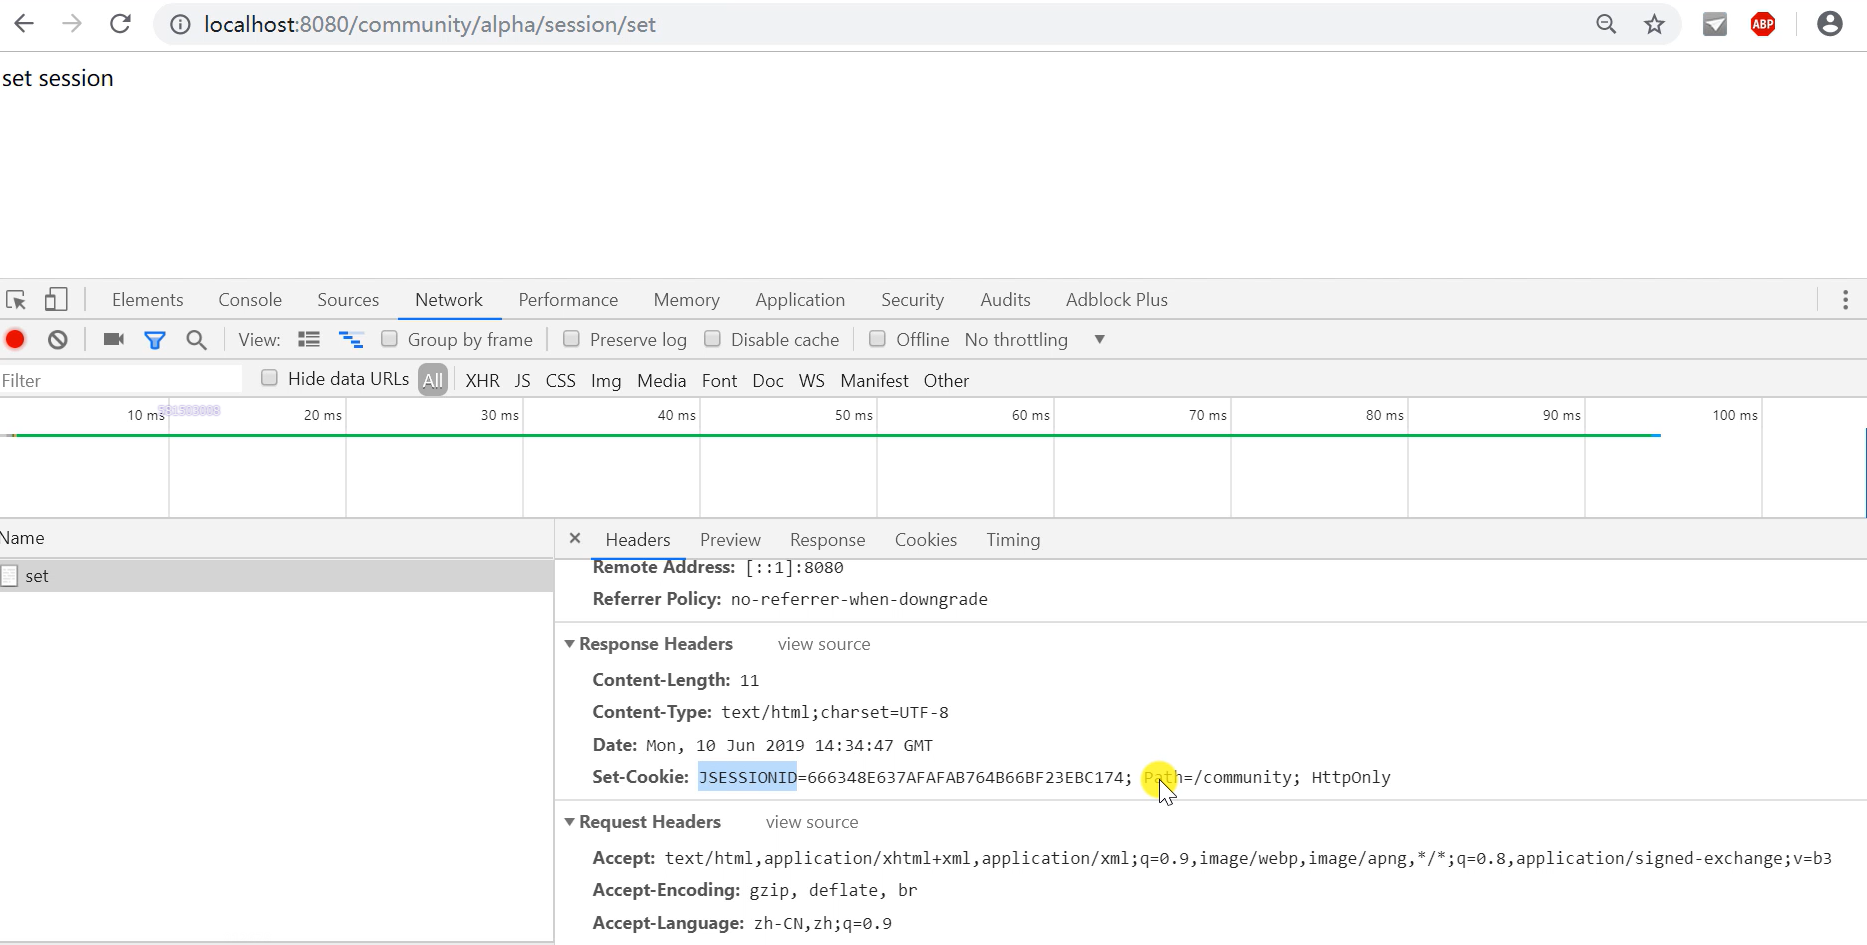 localhost:8080/community/alpha/session/set
ABP
set session
Elements Console Sources Network Performance Memory Application Security Audits Adblock Plus
View: Group by frame Preserve log Disable cache Offline No throttling ▼
Filter Hide data URLs All XHR JS CSS Img Media Font Doc WS Manifest Other
10 ms 20 ms 30 ms 40 ms 50 ms 60 ms 70 ms 80 ms 90 ms 100 ms
Name
× Headers Preview Response Cookies Timing
set
Remote Address: [::1]:8080
Referrer Policy: no-referrer-when-downgrade
▼Response Headers view source
Content-Length: 11
Content-Type: text/html;charset=UTF-8
Date: Mon, 10 Jun 2019 14:34:47 GMT
Set-Cookie: JSESSIONID=666348E637AFAFAB764B66BF23EBC174; Path=/community; HttpOnly
▼Request Headers view source
Accept: text/html,application/xhtml+xml,application/xml;q=0.9,image/webp,image/apng,*/*;q=0.8,application/signed-exchange;v=b3
Accept-Encoding: gzip, deflate, br
Accept-Language: zh-CN,zh;q=0.9